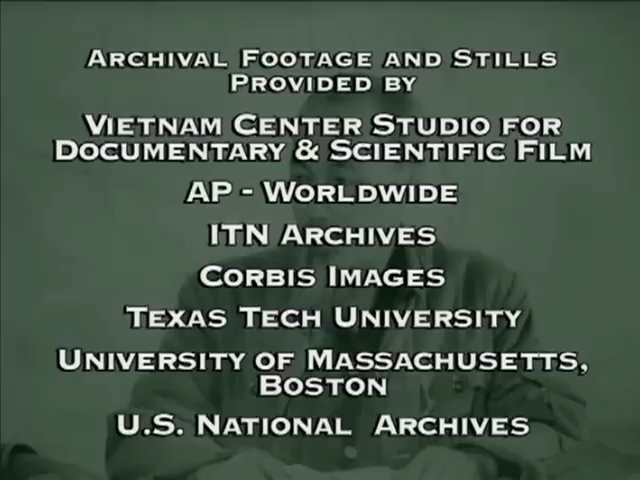 ARCHIVAL FOOTAGE AND STILLS
PROVIDED BY
VIETNAM CENTER STUDIO FOR
DOCUMENTARY & SCIENTIFIC FILM
AP - WORLDWIDE
ITN ARCHIVES
CORBIS IMAGES
TEXAS TECH UNIVERSITY
UNIVERSITY OF MASSACHUSETTS,
BOSTON
U.S. NATIONAL ARCHIVES